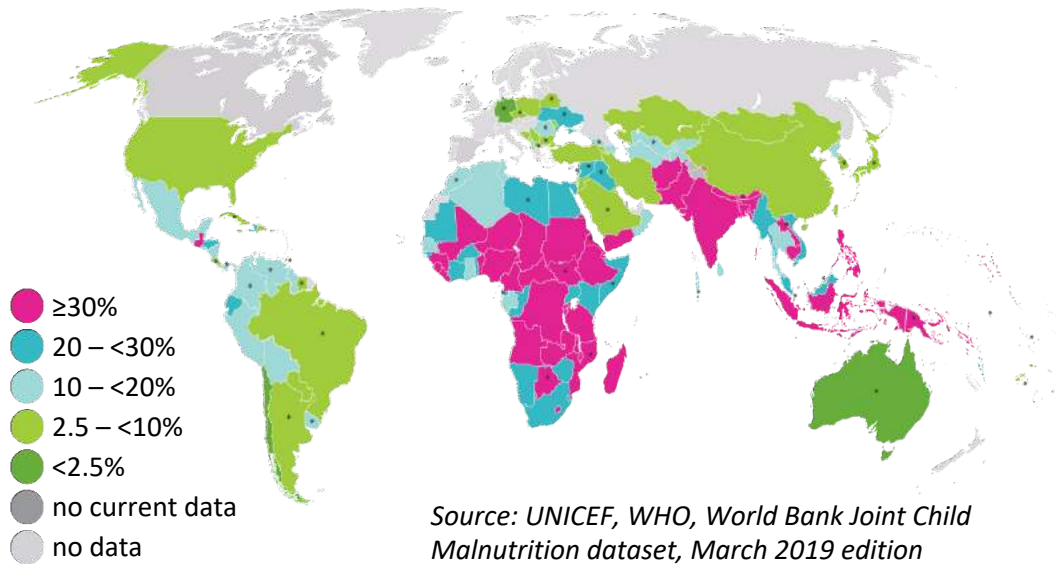 ≥30%
20 – <30%
10 – <20%
2.5 – <10%
<2.5%
no current data
no data
Source: UNICEF, WHO, World Bank Joint Child
Malnutrition dataset, March 2019 edition